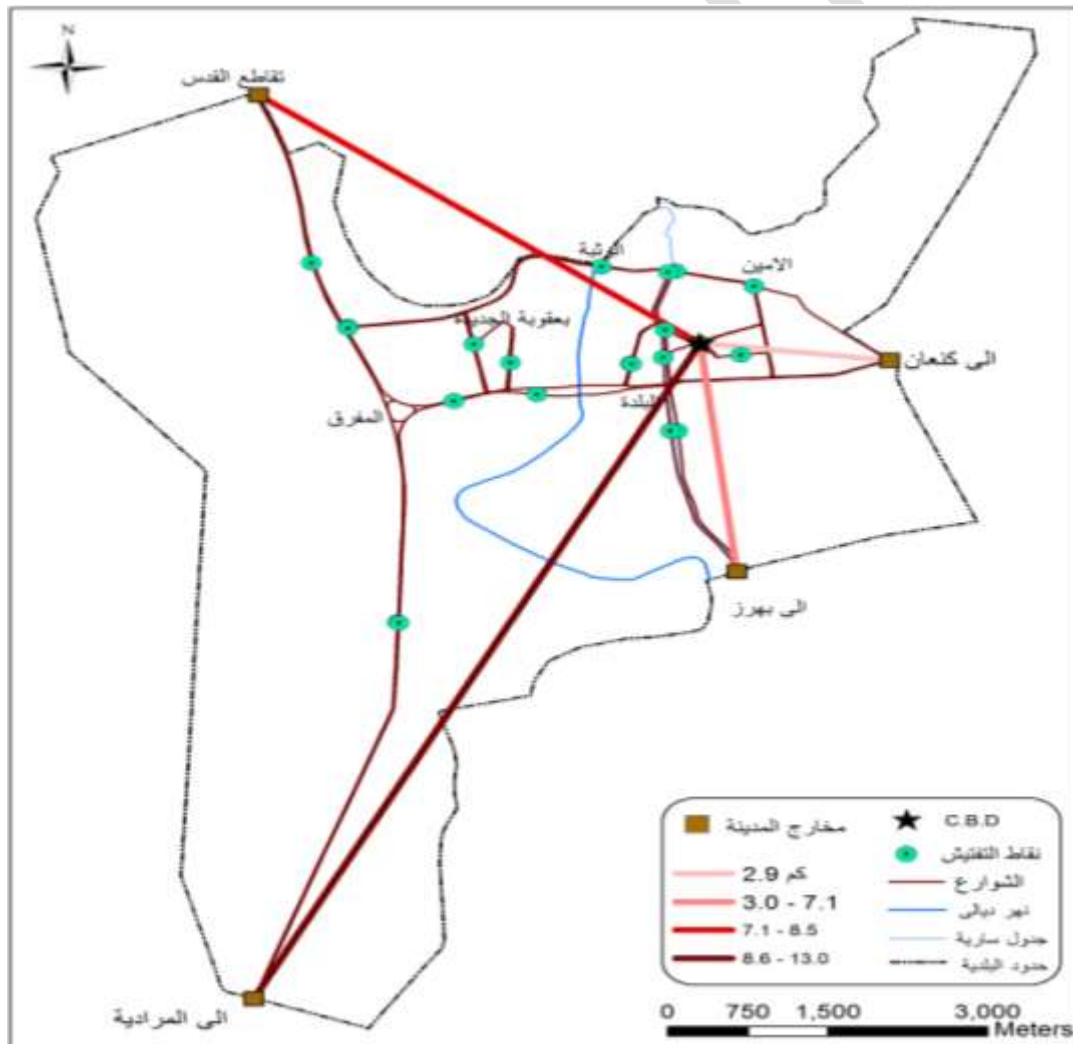 N
تقاطع القدس
الوثبة
الامين
بعقوبة الجديدة
الى كنعان
البلدة
المفرق
الى بهرز
الى المرادية
مخارج المدينة
C.B.D
نقاط التفتيش
كم 2.9
الشوارع
3.0 - 7.1
نهر ديالى
7.1 - 8.5
جدول سارية
8.6 - 13.0
حدود البلدية
0 750 1,500 3,000
Meters